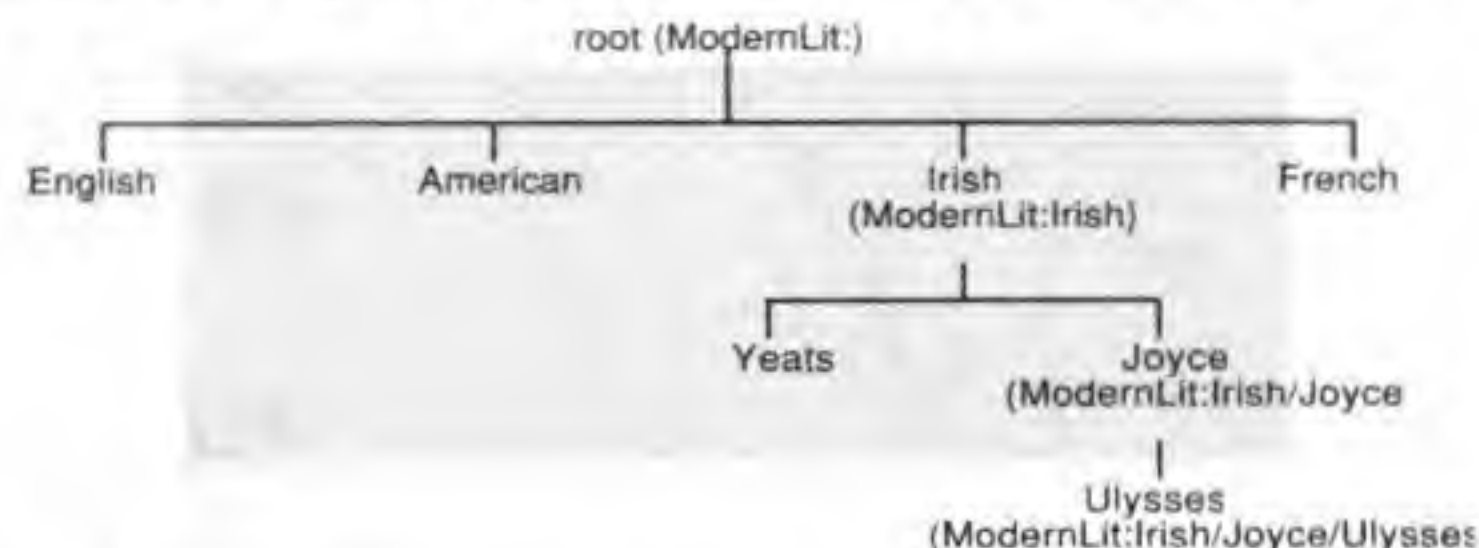 root (ModernLit:)
English American Irish French
(ModernLit:Irish)
Yeats Joyce
(ModernLit:Irish/Joyce
Ulysses
(ModernLit:Irish/Joyce/Ulysses